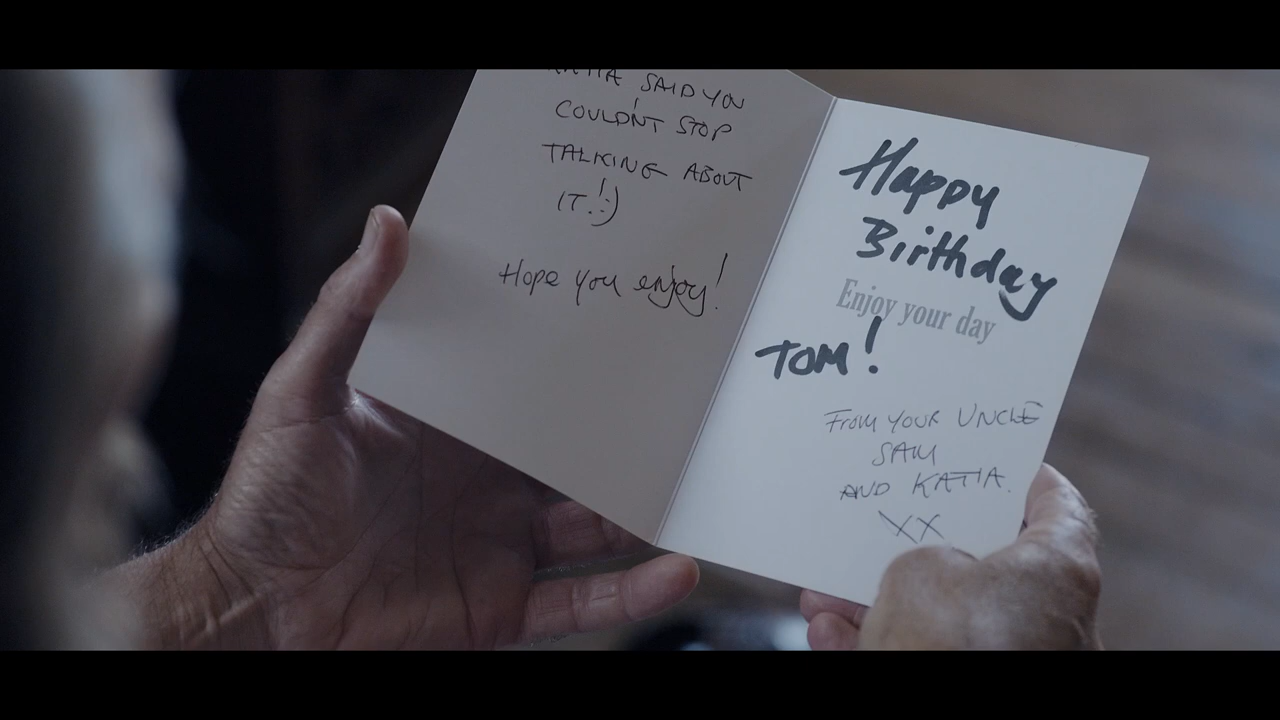 KATIA SAID YOU
COULDN'T STOP
TALKING ABOUT
IT! :)
Hope you enjoy!
Happy
Birthday
Enjoy your day
TOM!
From YOUR UNCLE
SAM
AND KATIA.
XX